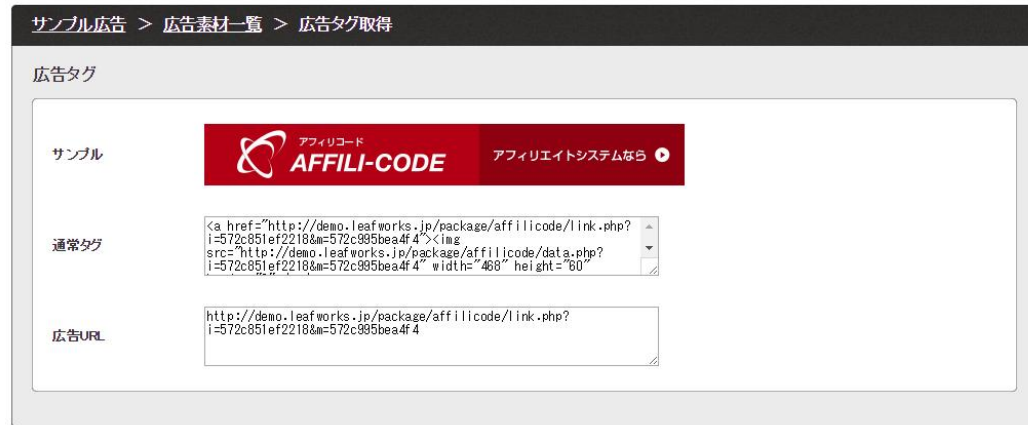 サンプル広告 ＞ 広告素材一覧 ＞ 広告タグ取得
広告タグ
サンプル
アフィリコード
AFFILI-CODE
アフィリエイトシステムなら
通常タグ
<a href="http://demo.leafworks.jp/package/affilicode/link.php?
i=572c851ef2218&m=572c995bea4f4"><img
src="http://demo.leafworks.jp/package/affilicode/data.php?
i=572c851ef2218&m=572c995bea4f4" width="468" height="60"
広告URL
http://demo.leafworks.jp/package/affilicode/link.php?
i=572c851ef2218&m=572c995bea4f4